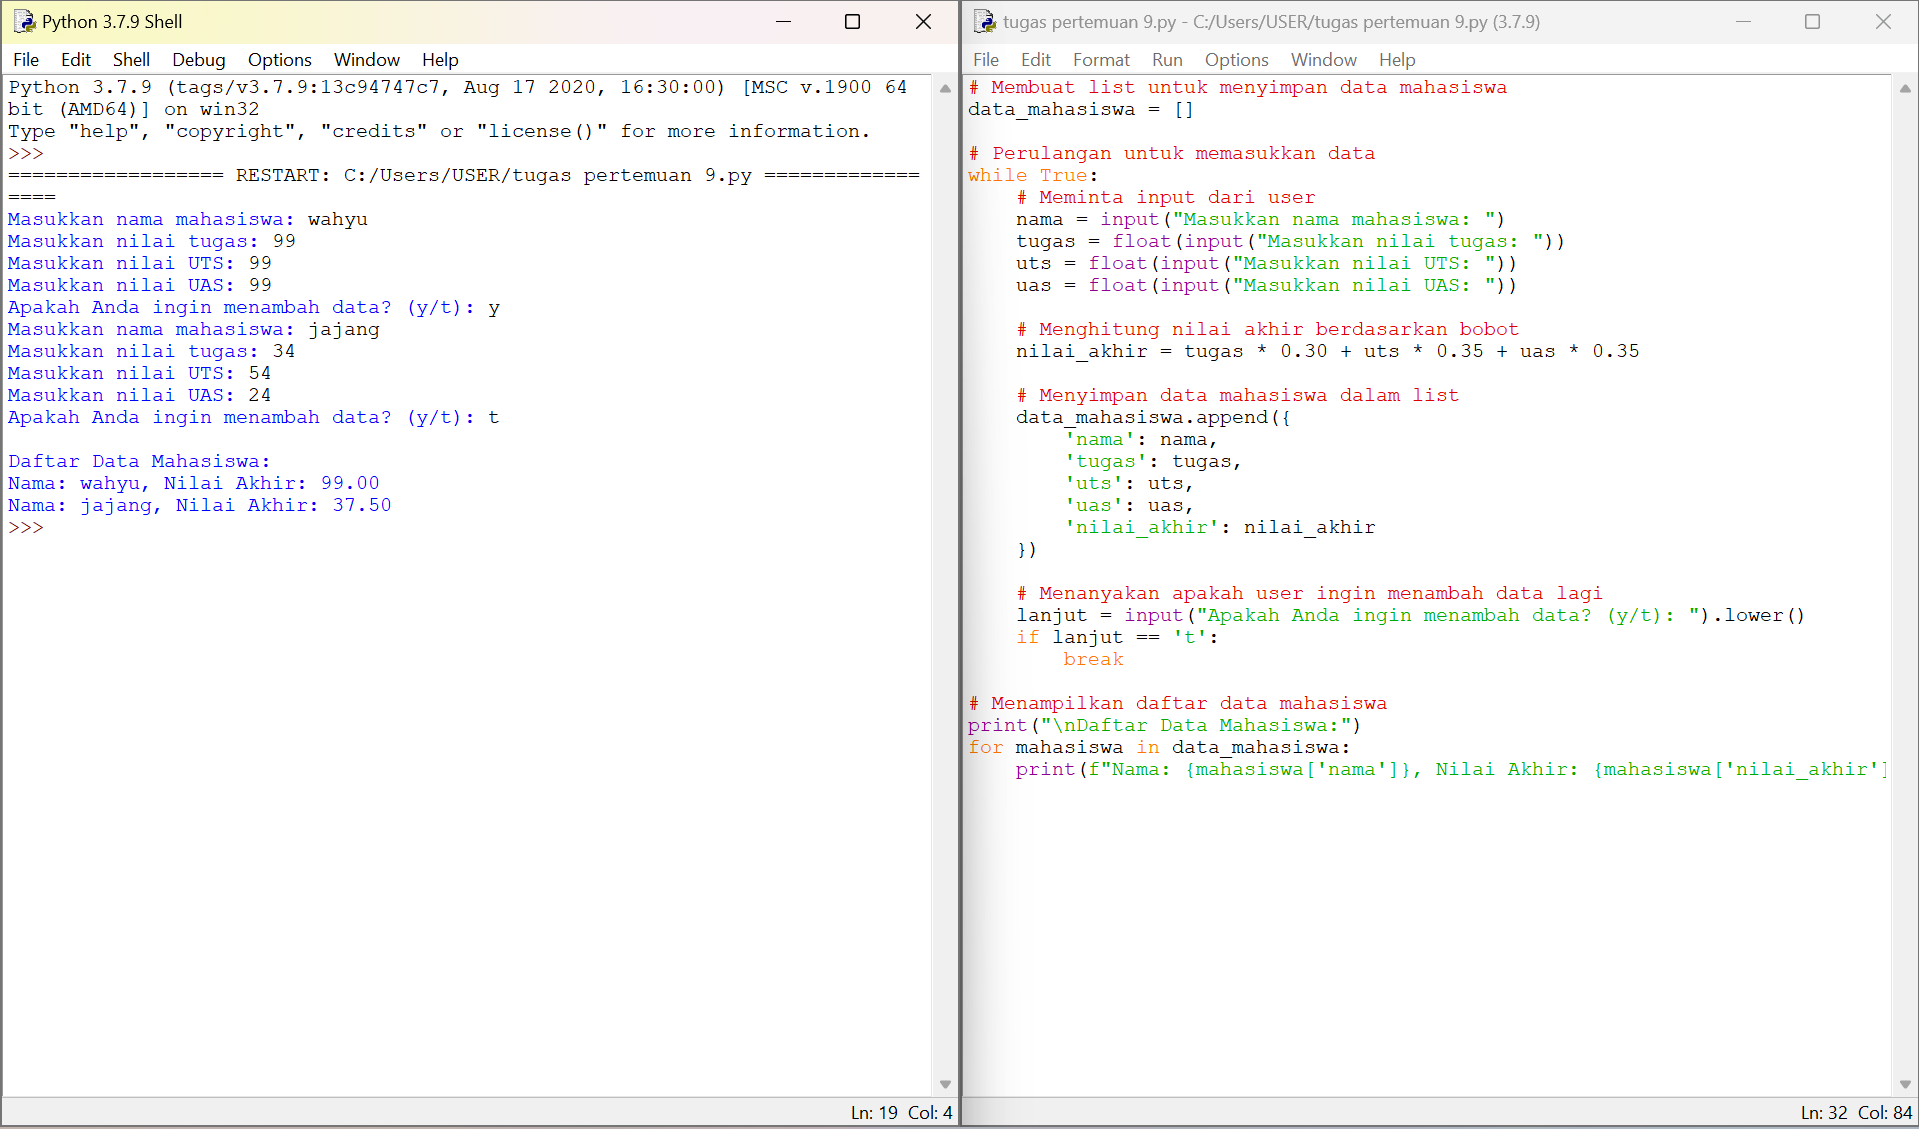 Python 3.7.9 Shell
File Edit Shell Debug Options Window Help
Python 3.7.9 (tags/v3.7.9:13c94747c7, Aug 17 2020, 16:30:00) [MSC v.1900 64
bit (AMD64)] on win32
Type "help", "copyright", "credits" or "license()" for more information.
>>>
================== RESTART: C:/Users/USER/tugas pertemuan 9.py =============
====
Masukkan nama mahasiswa: wahyu
Masukkan nilai tugas: 99
Masukkan nilai UTS: 99
Masukkan nilai UAS: 99
Apakah Anda ingin menambah data? (y/t): y
Masukkan nama mahasiswa: jajang
Masukkan nilai tugas: 34
Masukkan nilai UTS: 54
Masukkan nilai UAS: 24
Apakah Anda ingin menambah data? (y/t): t

Daftar Data Mahasiswa:
Nama: wahyu, Nilai Akhir: 99.00
Nama: jajang, Nilai Akhir: 37.50
>>>
Ln: 19 Col: 4
tugas pertemuan 9.py - C:/Users/USER/tugas pertemuan 9.py (3.7.9)
File Edit Format Run Options Window Help
# Membuat list untuk menyimpan data mahasiswa
data_mahasiswa = []

# Perulangan untuk memasukkan data
while True:
    # Meminta input dari user
    nama = input("Masukkan nama mahasiswa: ")
    tugas = float(input("Masukkan nilai tugas: "))
    uts = float(input("Masukkan nilai UTS: "))
    uas = float(input("Masukkan nilai UAS: "))

    # Menghitung nilai akhir berdasarkan bobot
    nilai_akhir = tugas * 0.30 + uts * 0.35 + uas * 0.35

    # Menyimpan data mahasiswa dalam list
    data_mahasiswa.append({
        'nama': nama,
        'tugas': tugas,
        'uts': uts,
        'uas': uas,
        'nilai_akhir': nilai_akhir
    })

    # Menanyakan apakah user ingin menambah data lagi
    lanjut = input("Apakah Anda ingin menambah data? (y/t): ").lower()
    if lanjut == 't':
        break

# Menampilkan daftar data mahasiswa
print("\nDaftar Data Mahasiswa:")
for mahasiswa in data_mahasiswa:
    print(f"Nama: {mahasiswa['nama']}, Nilai Akhir: {mahasiswa['nilai_akhir']
Ln: 32 Col: 84